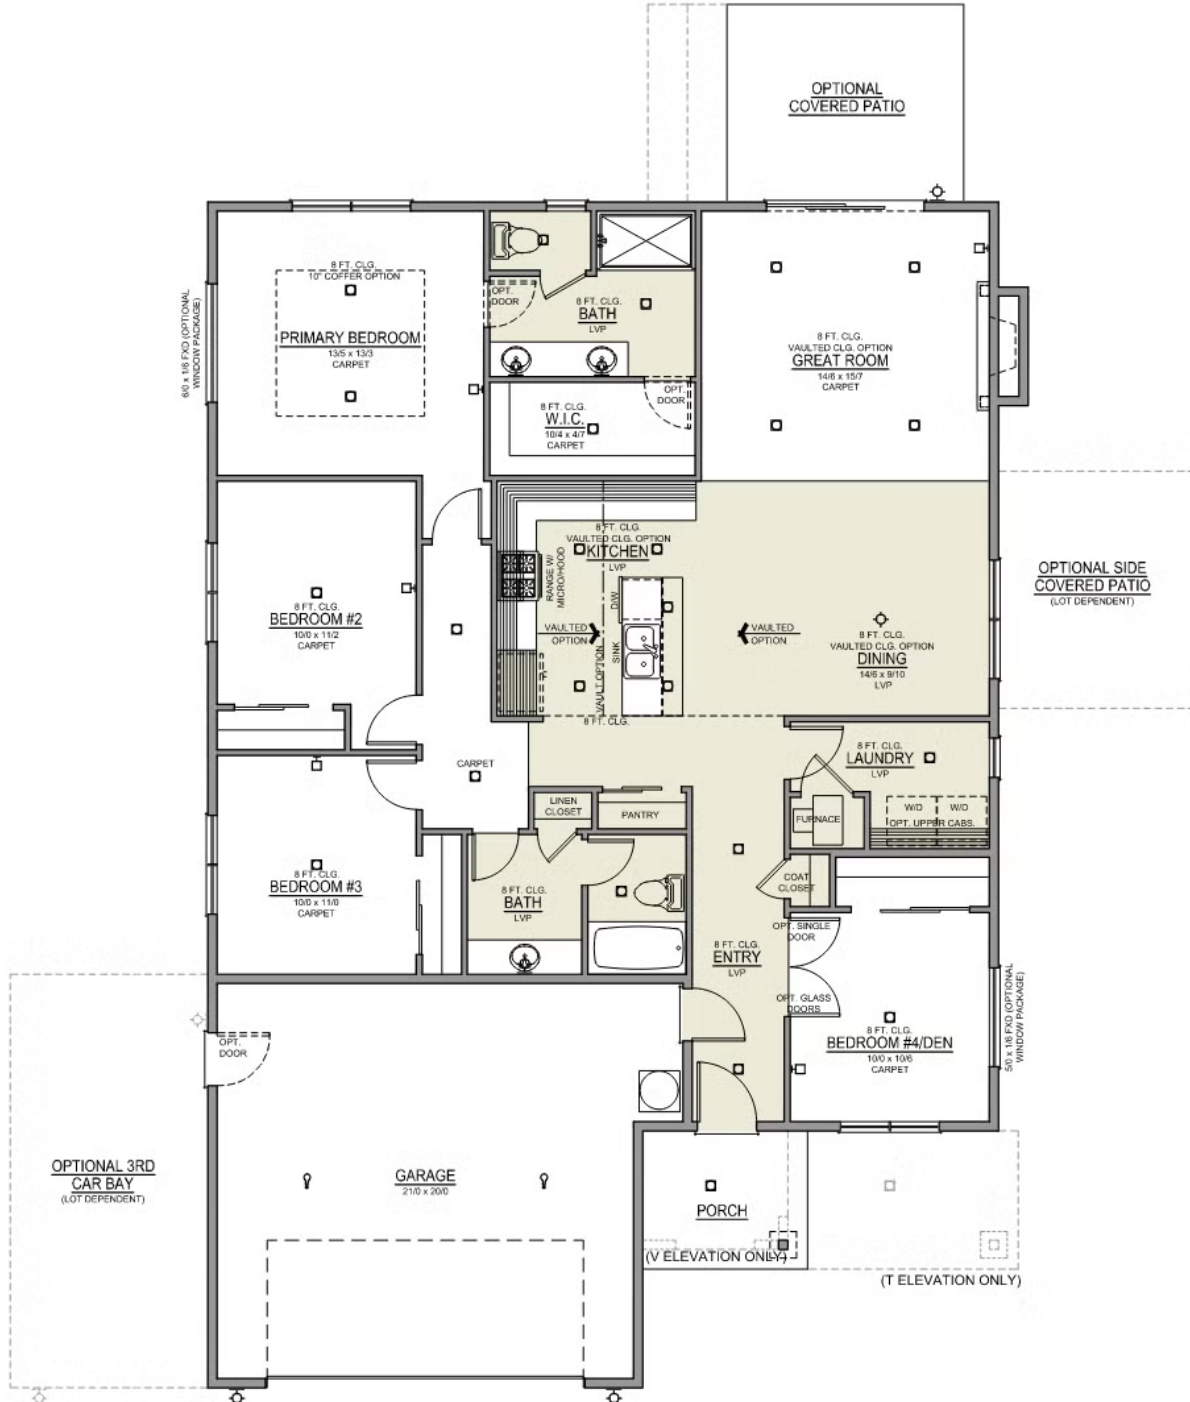 OPTIONAL
COVERED PATIO
8 FT. CLG.
10" COFFER OPTION
PRIMARY BEDROOM
13/5 x 13/3
CARPET
6/0 x 1/6 FXD (OPTIONAL
WINDOW PACKAGE)
OPT.
DOOR
8 FT. CLG.
BATH
LVP
8 FT. CLG.
VAULTED CLG. OPTION
GREAT ROOM
14/6 x 15/7
CARPET
OPT.
DOOR
8 FT. CLG.
W.I.C.
10/4 x 4/7
CARPET
8 FT. CLG.
VAULTED CLG. OPTION
KITCHEN
LVP
RANGE W/
MICRO/HOOD
D/W
SINK
VAULTED
OPTION
VAULT OPTION
VAULTED
OPTION
8 FT. CLG.
VAULTED CLG. OPTION
DINING
14/6 x 9/10
LVP
OPTIONAL SIDE
COVERED PATIO
(LOT DEPENDENT)
8 FT. CLG.
BEDROOM #2
10/0 x 11/2
CARPET
8 FT. CLG.
CARPET
8 FT. CLG.
LAUNDRY
LVP
W/D
W/D
OPT. UPPER CABS.
FURNACE
LINEN
CLOSET
PANTRY
8 FT. CLG.
BEDROOM #3
10/0 x 11/0
CARPET
8 FT. CLG.
BATH
LVP
COAT
CLOSET
8 FT. CLG.
ENTRY
LVP
OPT. SINGLE
DOOR
OPT. GLASS
DOORS
8 FT. CLG.
BEDROOM #4/DEN
10/0 x 10/6
CARPET
5/0 x 1/6 FXD (OPTIONAL
WINDOW PACKAGE)
OPT.
DOOR
OPTIONAL 3RD
CAR BAY
(LOT DEPENDENT)
GARAGE
21/0 x 20/0
PORCH
(V ELEVATION ONLY)
(T ELEVATION ONLY)